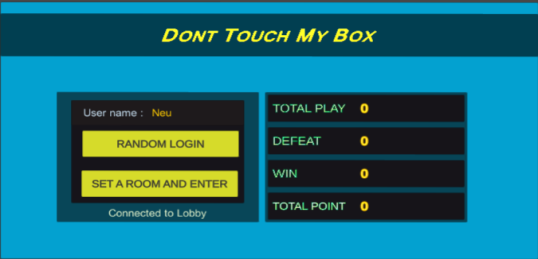 DONT TOUCH MY BOX
User name : Neu
RANDOM LOGIN
SET A ROOM AND ENTER
Connected to Lobby
TOTAL PLAY 0
DEFEAT 0
WIN 0
TOTAL POINT 0